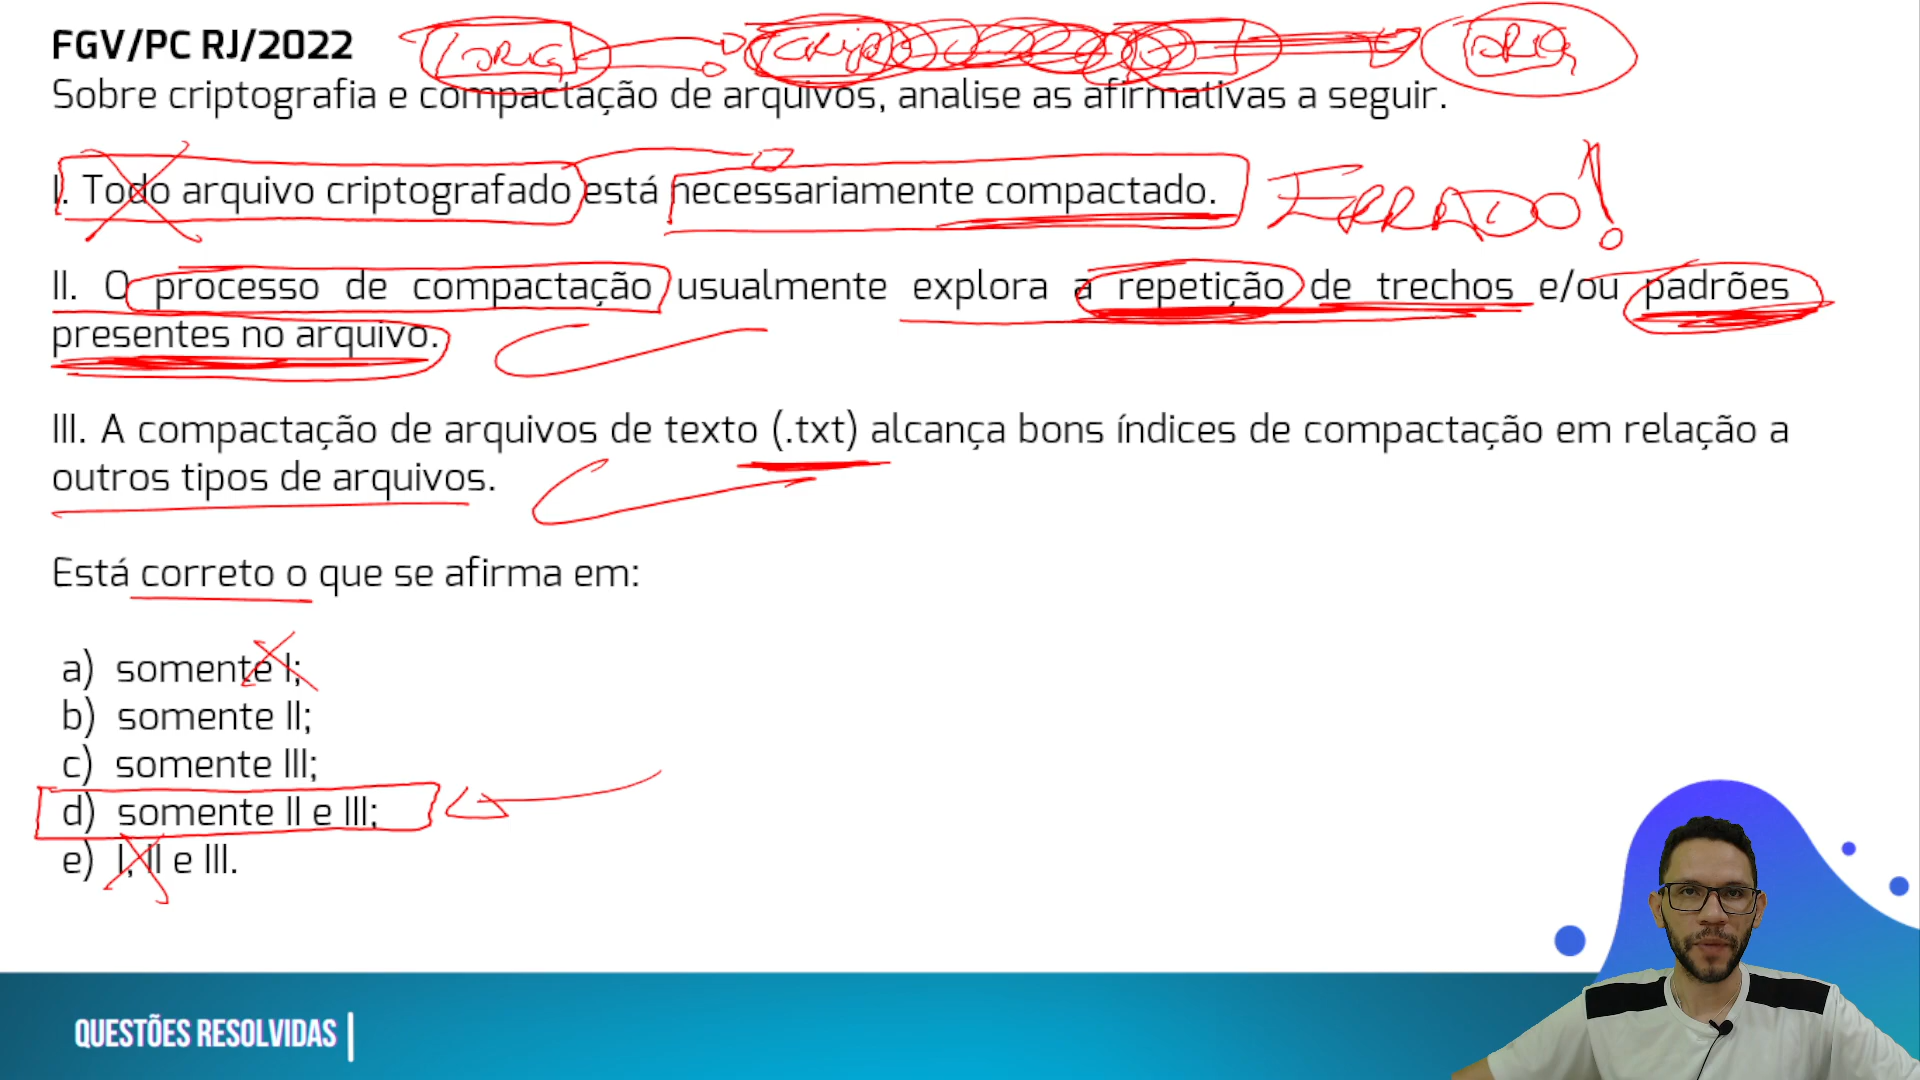 FGV/PC RJ/2022
ORIG CRIP ORIG
Sobre criptografia e compactação de arquivos, analise as afirmativas a seguir.
I. Todo arquivo criptografado está necessariamente compactado. ERRADO!
II. O processo de compactação usualmente explora a repetição de trechos e/ou padrões
presentes no arquivo.
III. A compactação de arquivos de texto (.txt) alcança bons índices de compactação em relação a
outros tipos de arquivos.
Está correto o que se afirma em:
a) somente I;
b) somente II;
c) somente III;
d) somente II e III;
e) I, II e III.
QUESTÕES RESOLVIDAS